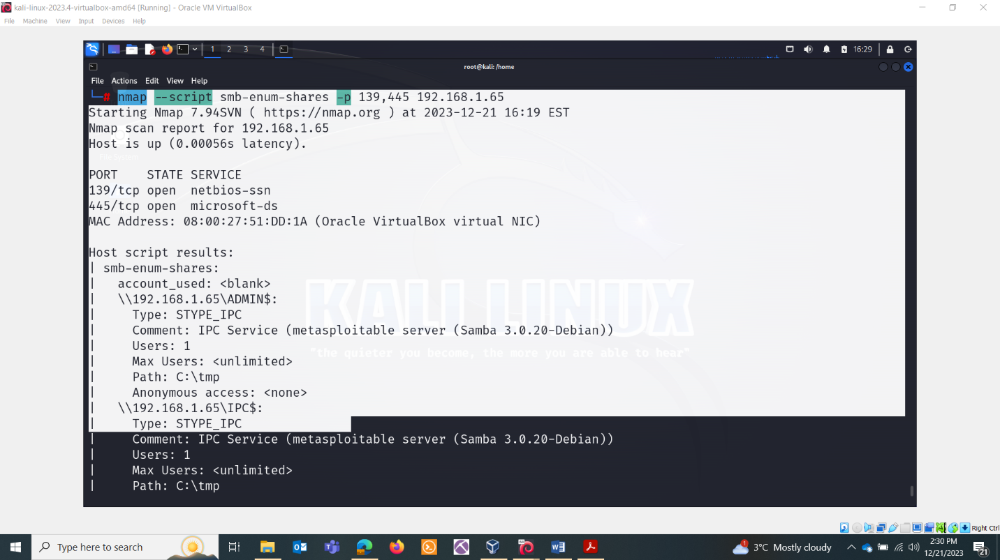 kali-linux-2023.4-virtualbox-amd64 [Running] - Oracle VM VirtualBox
File Machine View Input Devices Help
1 2 3 4 16:29
root@kali: /home
File Actions Edit View Help
└─# nmap --script smb-enum-shares -p 139,445 192.168.1.65
Starting Nmap 7.94SVN ( https://nmap.org ) at 2023-12-21 16:19 EST
Nmap scan report for 192.168.1.65
Host is up (0.00056s latency).
File System
PORT    STATE SERVICE
139/tcp open  netbios-ssn
445/tcp open  microsoft-ds
MAC Address: 08:00:27:51:DD:1A (Oracle VirtualBox virtual NIC)
Host script results:
| smb-enum-shares:
|   account_used: <blank>
|   \\192.168.1.65\ADMIN$:
|     Type: STYPE_IPC
|     Comment: IPC Service (metasploitable server (Samba 3.0.20-Debian))
|     Users: 1
|     Max Users: <unlimited>
|     Path: C:\tmp
|     Anonymous access: <none>
|   \\192.168.1.65\IPC$:
|     Type: STYPE_IPC
|     Comment: IPC Service (metasploitable server (Samba 3.0.20-Debian))
|     Users: 1
|     Max Users: <unlimited>
|     Path: C:\tmp
KALI LINUX
"the quieter you become, the more you are able to hear"
Right Ctrl
Type here to search
1 3°C Mostly cloudy
2:30 PM
12/21/2023
21